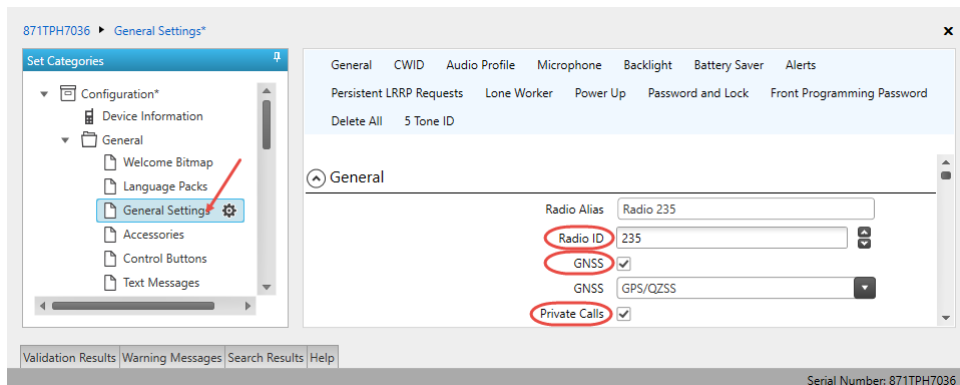 871TPH7036 General Settings*
x
Set Categories
Configuration*
Device Information
General
Welcome Bitmap
Language Packs
General Settings
Accessories
Control Buttons
Text Messages
General CWID Audio Profile Microphone Backlight Battery Saver Alerts
Persistent LRRP Requests Lone Worker Power Up Password and Lock Front Programming Password
Delete All 5 Tone ID
General
Radio Alias Radio 235
Radio ID 235
GNSS
GNSS GPS/QZSS
Private Calls
Validation Results Warning Messages Search Results Help
Serial Number: 871TPH7036